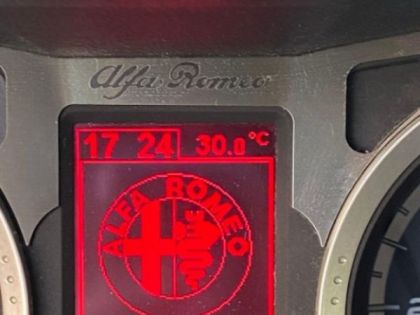 Alfa Romeo
17 24 30.0 °C
ALFA ROMEO